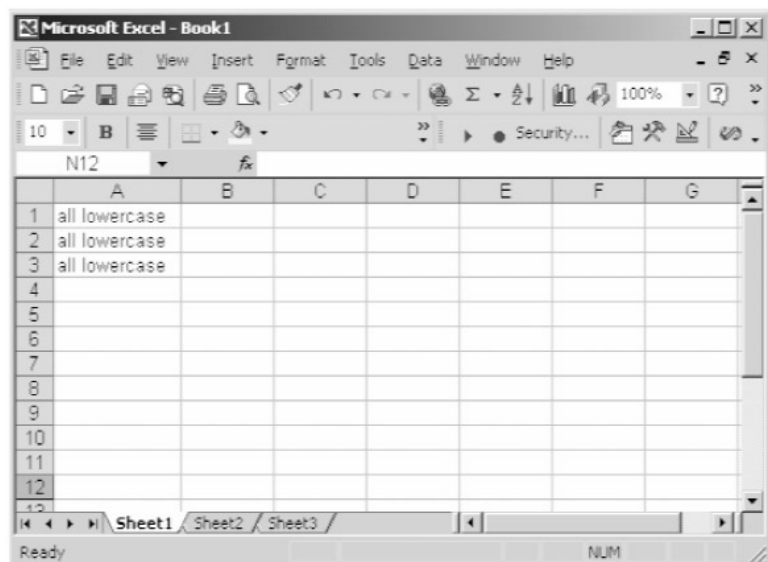 Microsoft Excel - Book1
File Edit View Insert Format Tools Data Window Help
Σ 100% ?
10 B Security...
N12 fx
A B C D E F G
1 all lowercase
2 all lowercase
3 all lowercase
4
5
6
7
8
9
10
11
12
13
Sheet1 Sheet2 Sheet3
Ready NUM